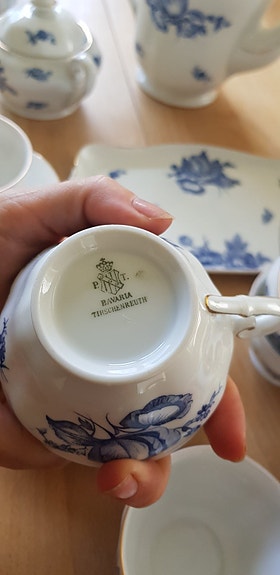 P. T.
BAVARIA
TIRSCHENREUTH